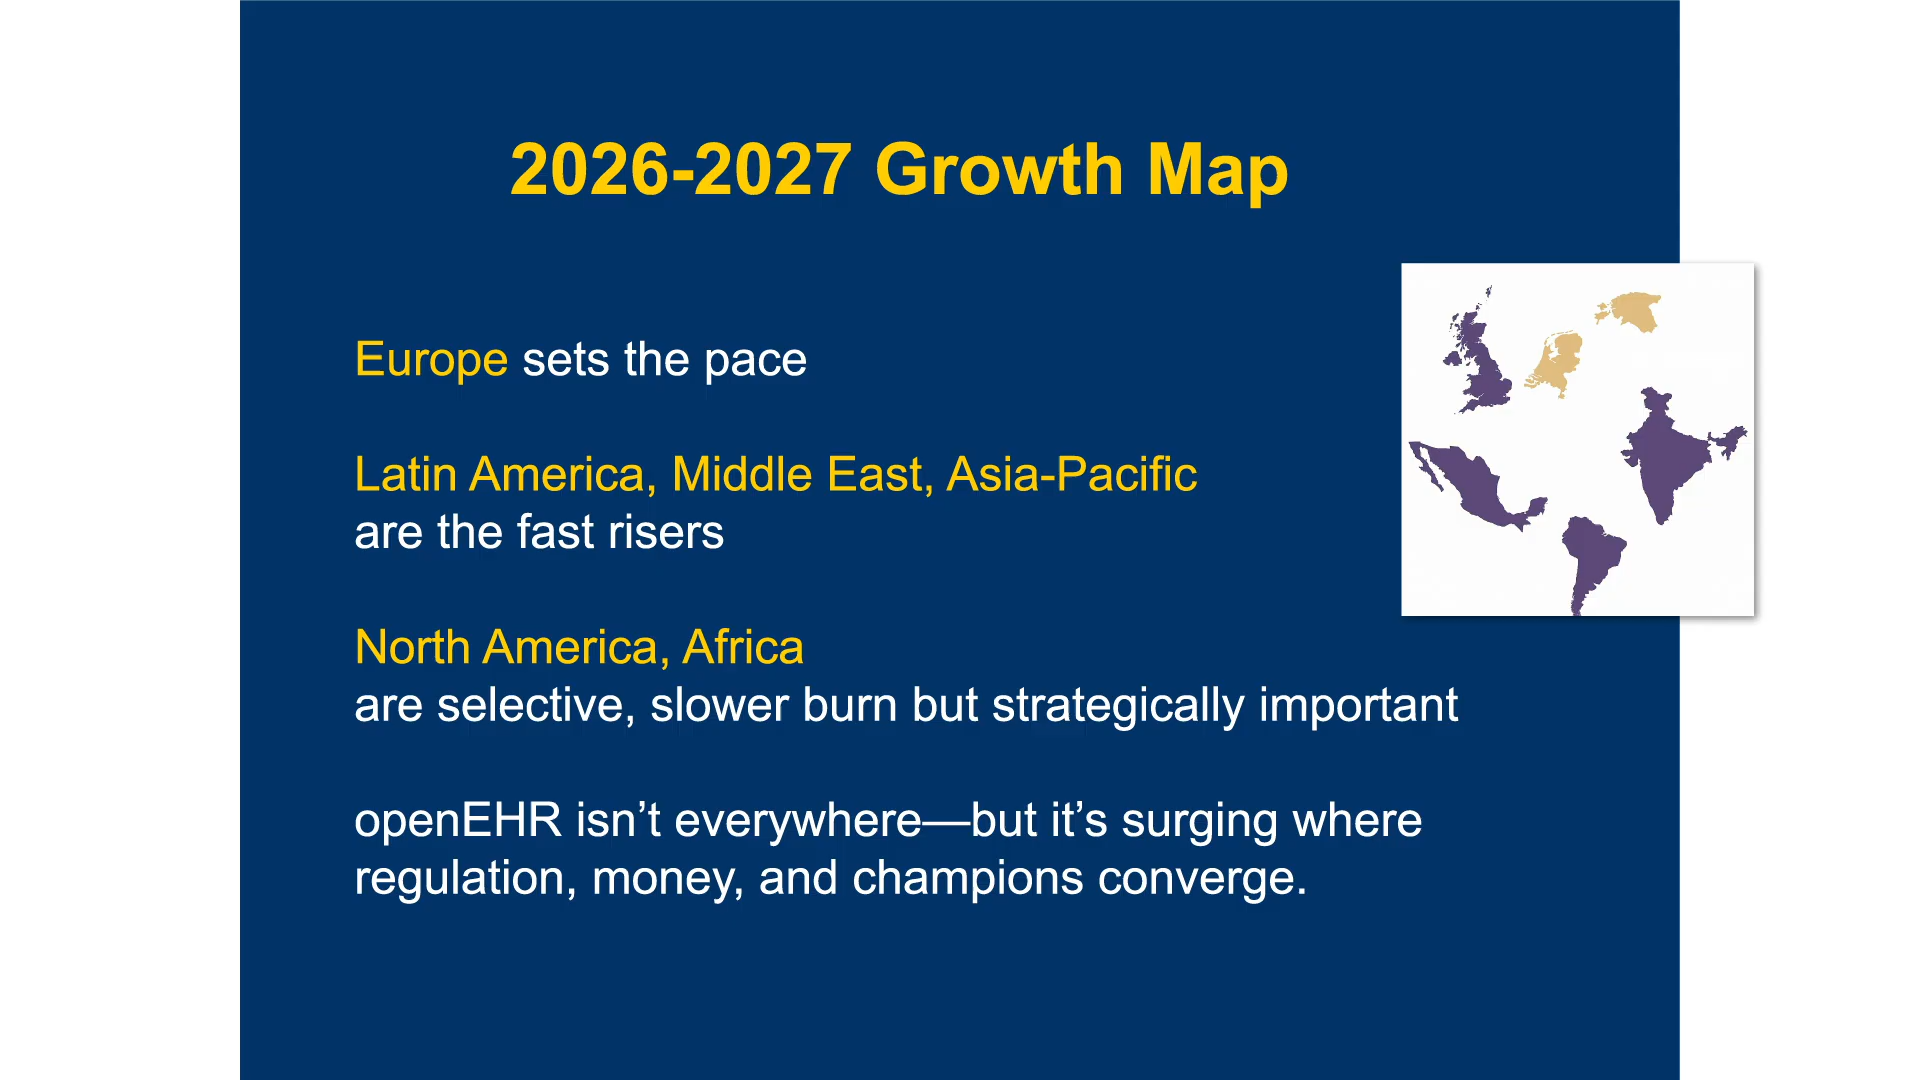 2026-2027 Growth Map
Europe sets the pace
Latin America, Middle East, Asia-Pacific
are the fast risers
North America, Africa
are selective, slower burn but strategically important
openEHR isn’t everywhere—but it’s surging where
regulation, money, and champions converge.